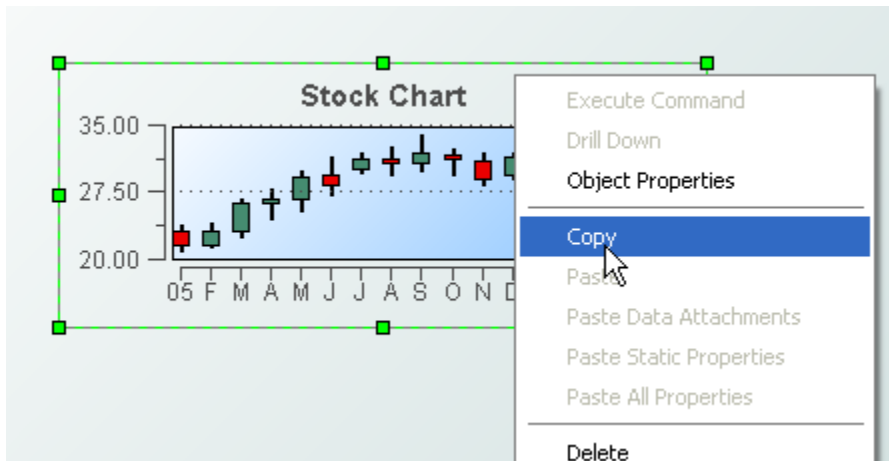 Stock Chart
35.00
27.50
20.00
05 F M A M J J A S O N D
Execute Command
Drill Down
Object Properties
Copy
Paste
Paste Data Attachments
Paste Static Properties
Paste All Properties
Delete